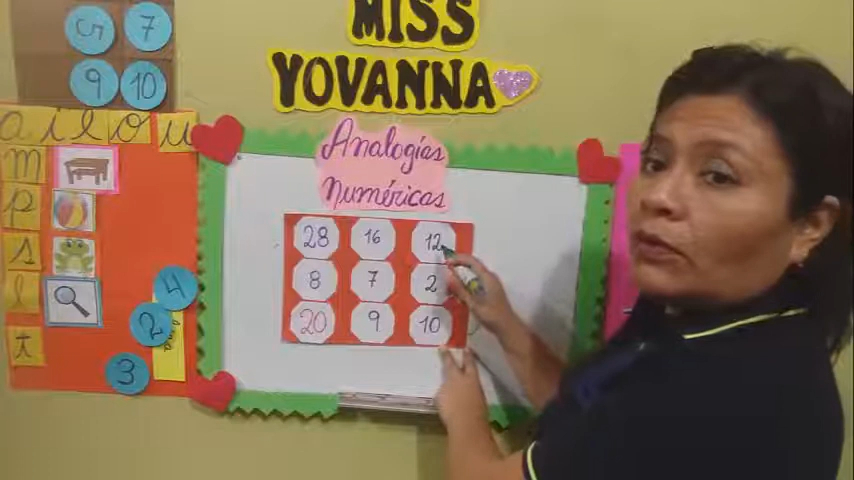 MISS
YOVANNA
5 7
9 10
a i e o u
m
p
s
l
t
4
2
3
Analogías
Numéricas
28 16 12
8 7 2
20 9 10